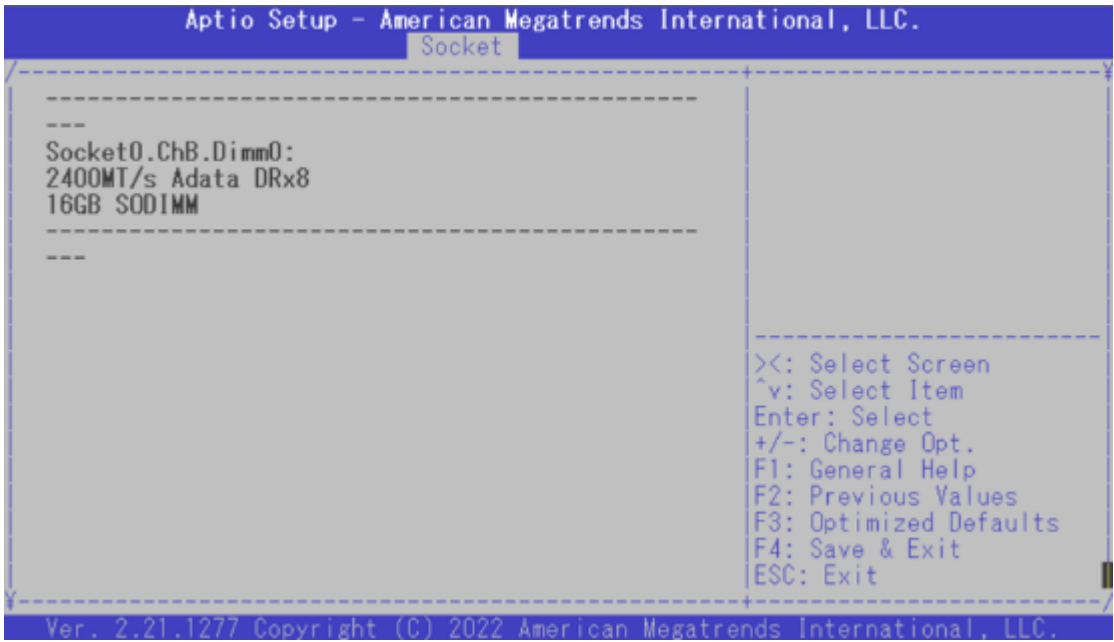 Aptio Setup - American Megatrends International, LLC.
Socket
/------------------------------------------------+-------------------------¥
-----------------------------------------------
---
Socket0.ChB.Dimm0:
2400MT/s Adata DRx8
16GB SODIMM
-----------------------------------------------
---
-------------------------
><: Select Screen
^v: Select Item
Enter: Select
+/-: Change Opt.
F1: General Help
F2: Previous Values
F3: Optimized Defaults
F4: Save & Exit
ESC: Exit
¥------------------------------------------------+-------------------------/
Ver. 2.21.1277 Copyright (C) 2022 American Megatrends International, LLC.